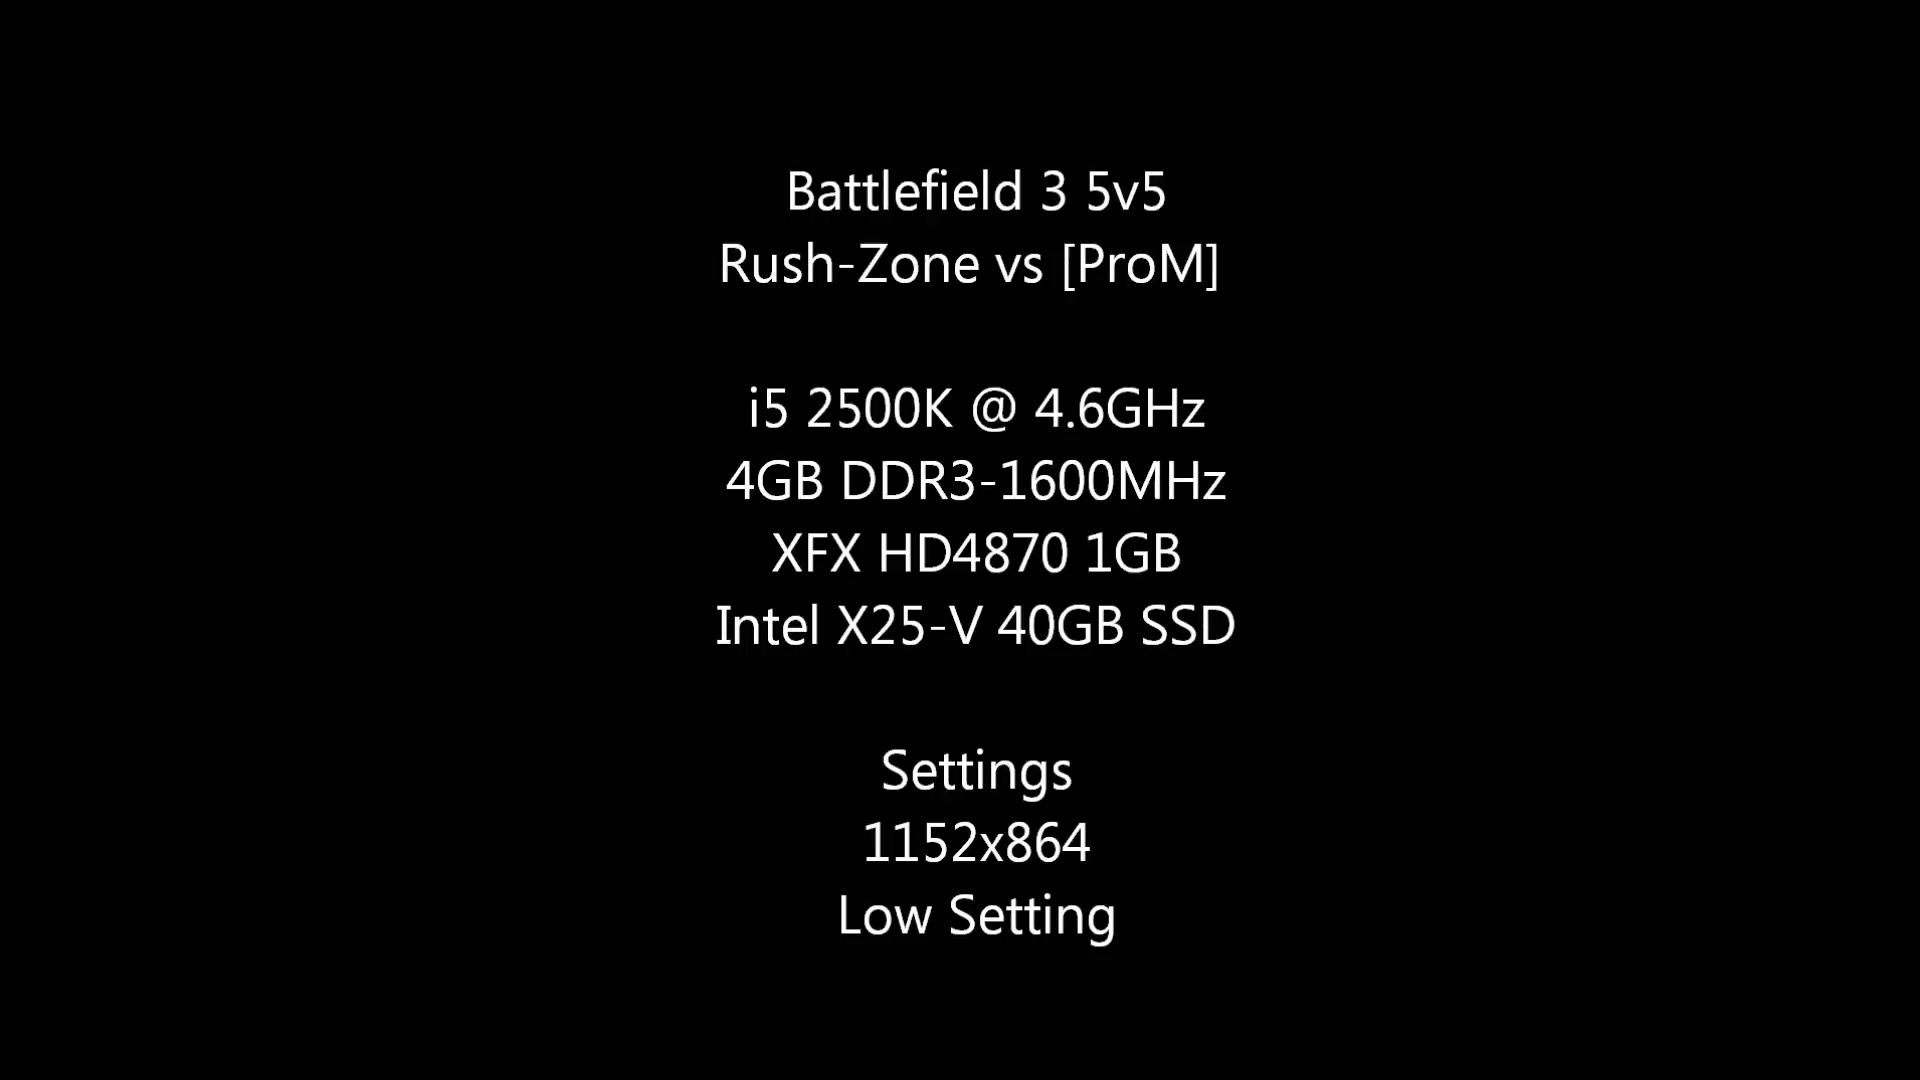 Battlefield 3 5v5
Rush-Zone vs [ProM]
i5 2500K @ 4.6GHz
4GB DDR3-1600MHz
XFX HD4870 1GB
Intel X25-V 40GB SSD
Settings
1152x864
Low Setting